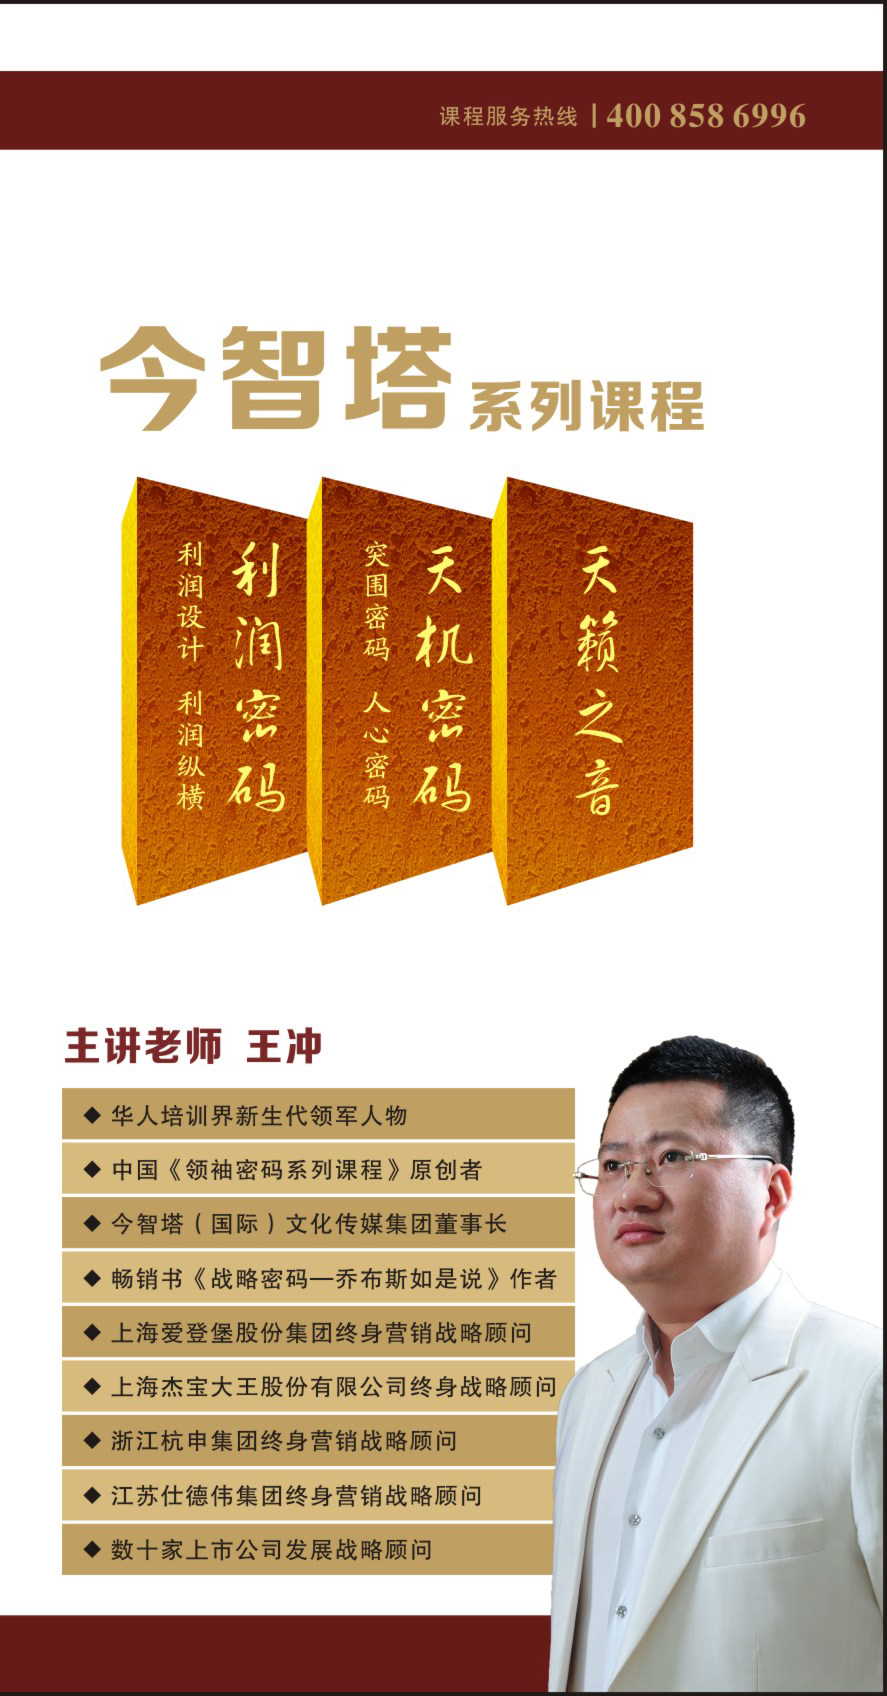 课程服务热线 | 400 858 6996
今智塔 系列课程
利润密码
利润设计 利润纵横
天机密码
突围密码 人心密码
天籁之音
主讲老师 王冲
◆ 华人培训界新生代领军人物
◆ 中国《领袖密码系列课程》原创者
◆ 今智塔（国际）文化传媒集团董事长
◆ 畅销书《战略密码—乔布斯如是说》作者
◆ 上海爱登堡股份集团终身营销战略顾问
◆ 上海杰宝大王股份有限公司终身战略顾问
◆ 浙江杭申集团终身营销战略顾问
◆ 江苏仕德伟集团终身营销战略顾问
◆ 数十家上市公司发展战略顾问